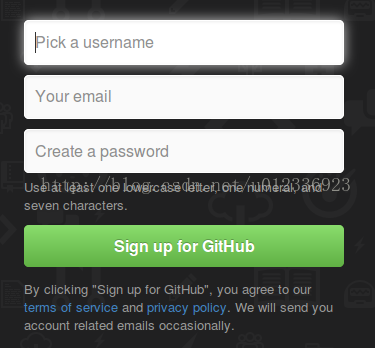 Pick a username
Your email
Create a password
http://blog.csdn.net/u012336923
Use at least one lowercase letter, one numeral, and
seven characters.
Sign up for GitHub
By clicking "Sign up for GitHub", you agree to our
terms of service and privacy policy. We will send you
account related emails occasionally.